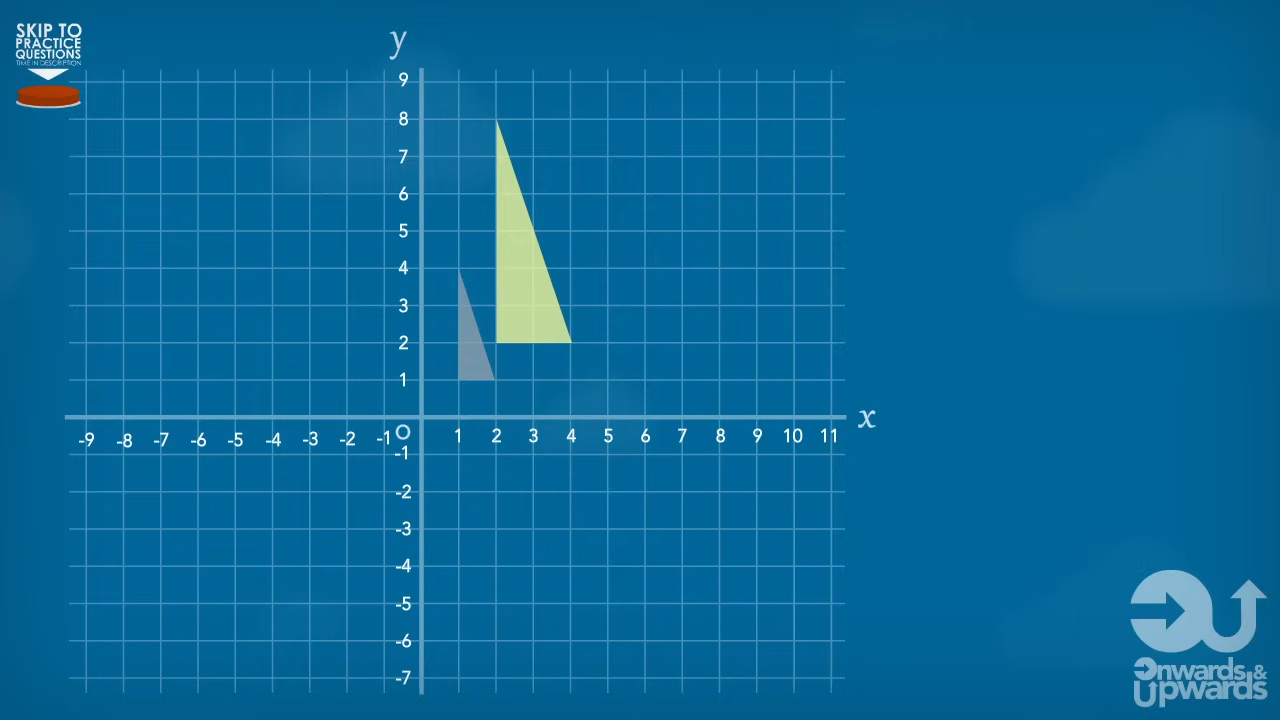 SKIP TO
PRACTICE
QUESTIONS
TIME IN DESCRIPTION
y
9
8
7
6
5
4
3
2
1
x
O
-9 -8 -7 -6 -5 -4 -3 -2 -1 1 2 3 4 5 6 7 8 9 10 11
-1
-2
-3
-4
-5
-6
-7
Onwards &
Upwards